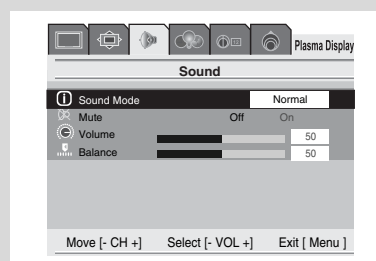 Plasma Display
Sound
Sound Mode Normal
Mute Off On
Volume 50
Balance 50
Move [- CH +] Select [- VOL +] Exit [ Menu ]